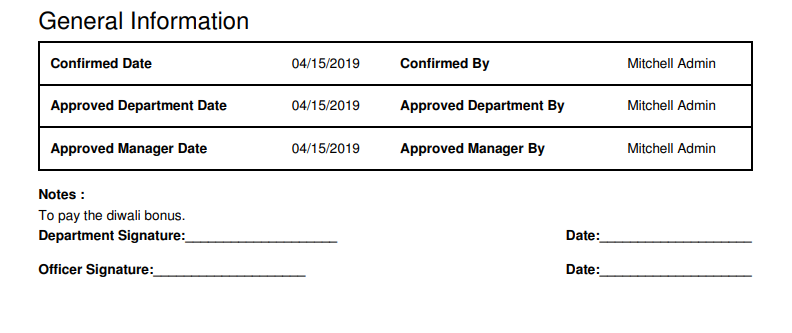 General Information
Confirmed Date 04/15/2019 Confirmed By Mitchell Admin
Approved Department Date 04/15/2019 Approved Department By Mitchell Admin
Approved Manager Date 04/15/2019 Approved Manager By Mitchell Admin
Notes :
To pay the diwali bonus.
Department Signature:____________________ Date:____________________
Officer Signature:____________________ Date:____________________